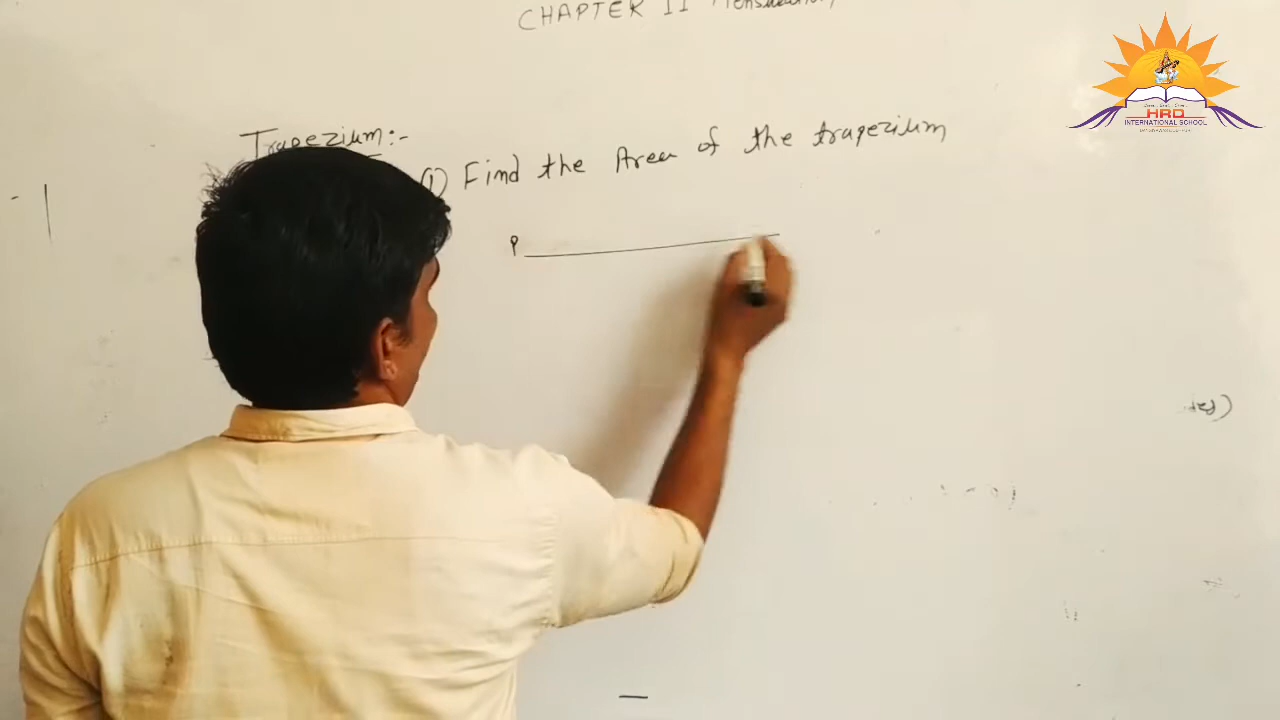 CHAPTER II Mensuration
Trapezium:-
① Find the Area of the trapezium
P
HRD
INTERNATIONAL SCHOOL